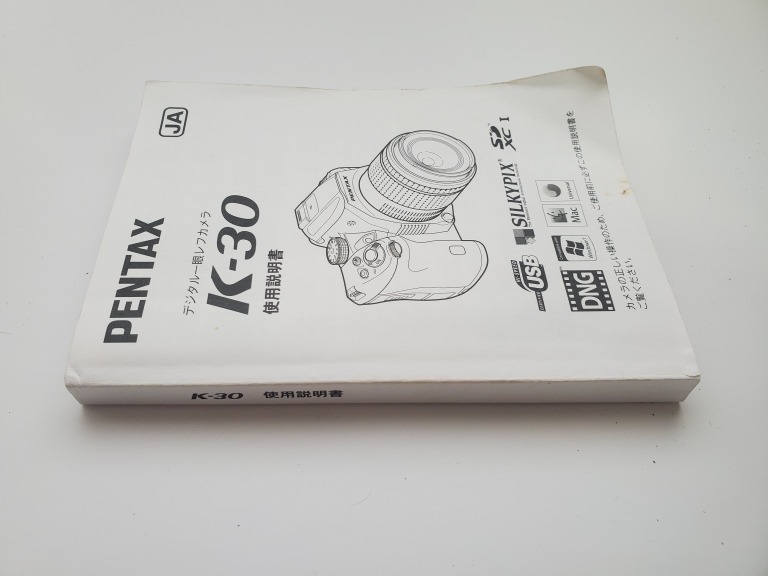 JA
PENTAX
デジタル一眼レフカメラ
K-30
使用説明書
PENTAX
USB
SILKYPIX®
SD XC I
DNG
Mac
Universal
カメラの正しい操作のため、ご使用前に必ずこの使用説明書を
ご覧ください。
K-30 使用説明書